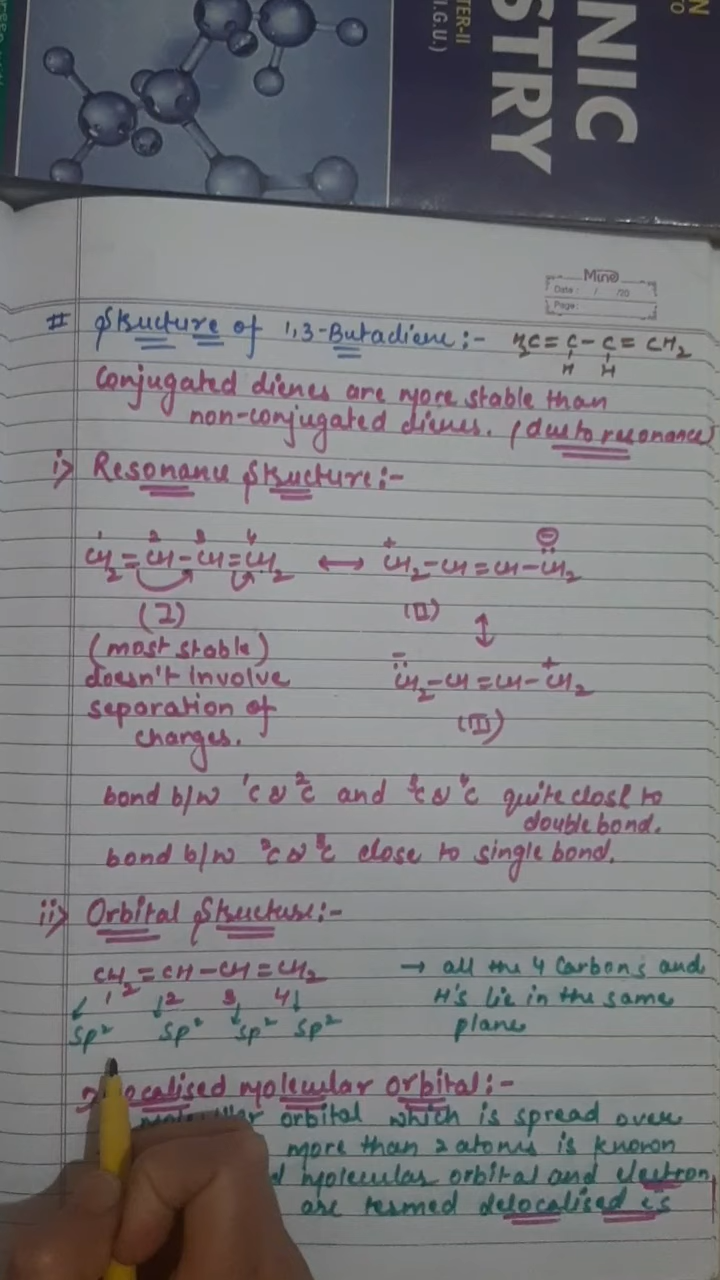 NIC
STRY
TER-II
I.G.U.)
Mine
Date : / /20
Page:
# Structure of 1,3-Butadiene:- H2C=C-C=CH2
H H
Conjugated dienes are more stable than
non-conjugated dienes. (due to resonance)
i) Resonance Structure:-
1 2 3 4
CH2=CH-CH=CH2 ↔ +CH2-CH=CH-CH2 ⊖
(I) (II)
↕
(most stable)
doesn't involve
separation of
charges.
−CH2-CH=CH-CH2+
(III)
bond b/w 1C & 2C and 3C & 4C quite close to
double bond.
bond b/w 2C & 3C close to single bond.
ii) Orbital Structure:-
CH2=CH-CH=CH2
1 2 3 4
sp2 sp2 sp2 sp2
→ all the 4 Carbons and
H's lie in the same
plane
localised molecular orbital:-
orbital which is spread over
more than 2 atoms is known
molecular orbital and electron
are termed delocalised es